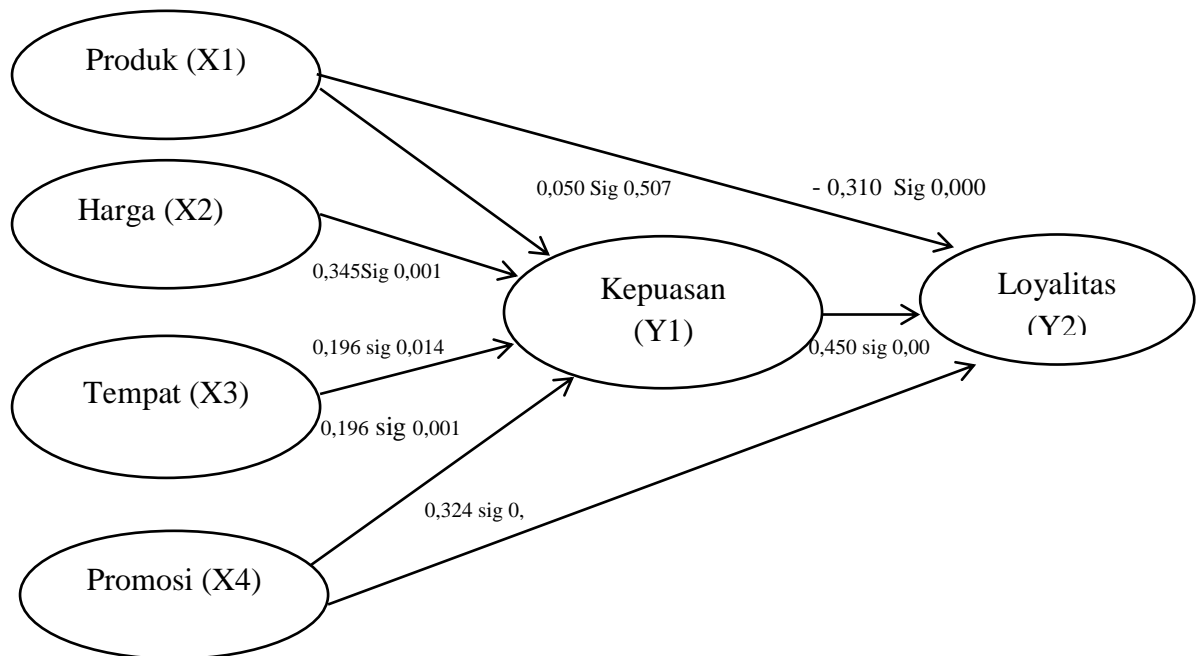 Produk (X1)
0,050 Sig 0,507
- 0,310 Sig 0,000
Harga (X2)
0,345Sig 0,001
Kepuasan
(Y1)
Loyalitas
(Y2)
0,196 sig 0,014
0,450 sig 0,00
Tempat (X3)
0,196 sig 0,001
0,324 sig 0,
Promosi (X4)